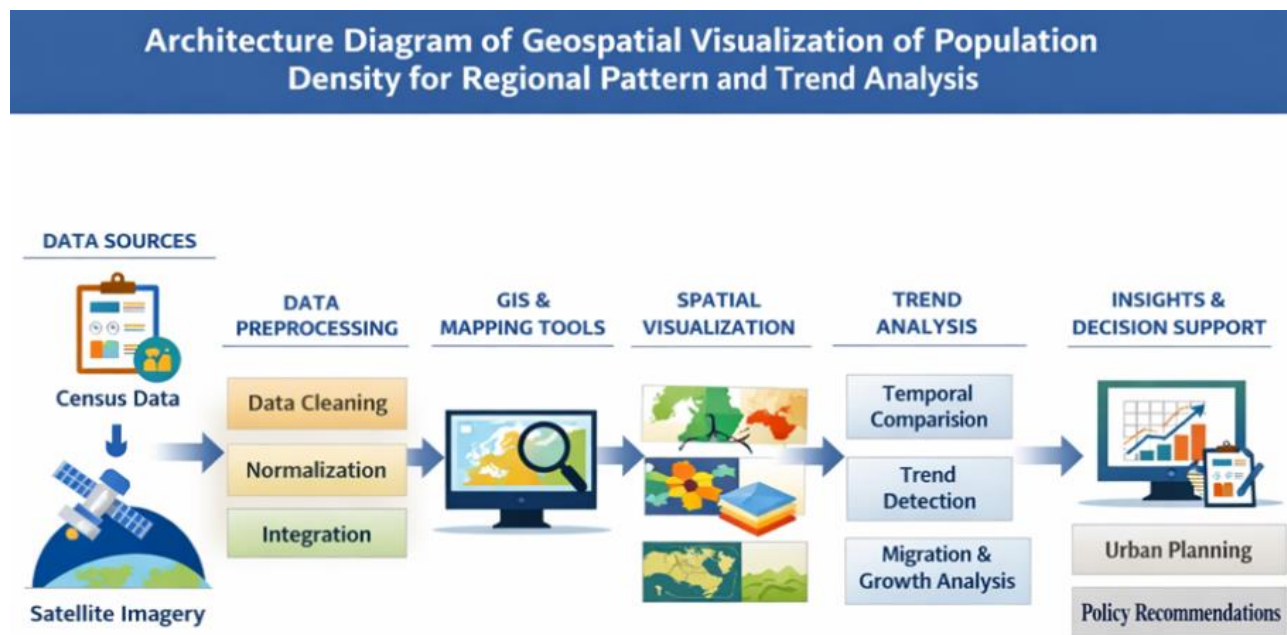 Architecture Diagram of Geospatial Visualization of Population
Density for Regional Pattern and Trend Analysis
DATA SOURCES
Census Data
Satellite Imagery
DATA
PREPROCESSING
Data Cleaning
Normalization
Integration
GIS &
MAPPING TOOLS
SPATIAL
VISUALIZATION
TREND
ANALYSIS
Temporal
Comparision
Trend
Detection
Migration &
Growth Analysis
INSIGHTS &
DECISION SUPPORT
Urban Planning
Policy Recommendations